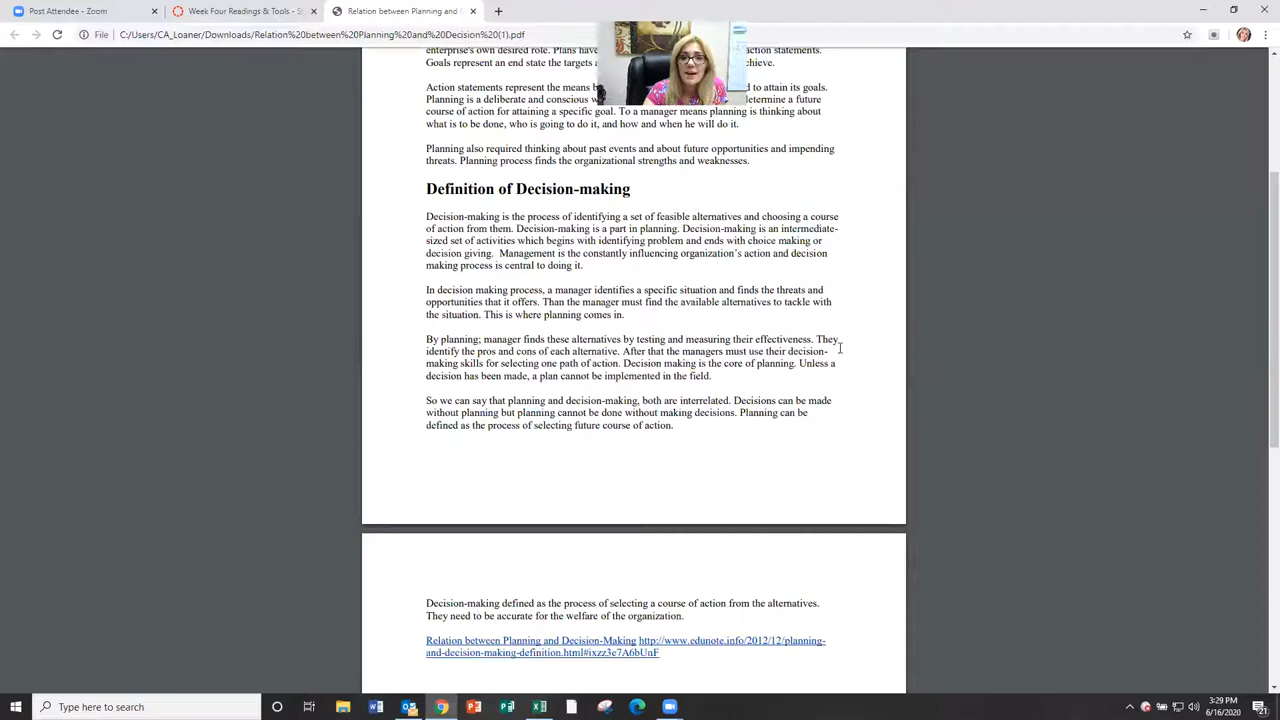 Post Attendee - Zoom
Week Four Readings & Tools - St
Relation between Planning and D
File
C:/Users/CA_Loaner/Downloads/Relation%20between%20Planning%20and%20Decision%20(1).pdf
enterprise's own desired role. Plans have action statements.
Goals represent an end state the targets chieve.
Action statements represent the means b d to attain its goals.
Planning is a deliberate and conscious w etermine a future
course of action for attaining a specific goal. To a manager means planning is thinking about
what is to be done, who is going to do it, and how and when he will do it.
Planning also required thinking about past events and about future opportunities and impending
threats. Planning process finds the organizational strengths and weaknesses.
Definition of Decision-making
Decision-making is the process of identifying a set of feasible alternatives and choosing a course
of action from them. Decision-making is a part in planning. Decision-making is an intermediate-
sized set of activities which begins with identifying problem and ends with choice making or
decision giving.  Management is the constantly influencing organization's action and decision
making process is central to doing it.
In decision making process, a manager identifies a specific situation and finds the threats and
opportunities that it offers. Than the manager must find the available alternatives to tackle with
the situation. This is where planning comes in.
By planning; manager finds these alternatives by testing and measuring their effectiveness. They
identify the pros and cons of each alternative. After that the managers must use their decision-
making skills for selecting one path of action. Decision making is the core of planning. Unless a
decision has been made, a plan cannot be implemented in the field.
So we can say that planning and decision-making, both are interrelated. Decisions can be made
without planning but planning cannot be done without making decisions. Planning can be
defined as the process of selecting future course of action.
Decision-making defined as the process of selecting a course of action from the alternatives.
They need to be accurate for the welfare of the organization.
Relation between Planning and Decision-Making http://www.edunote.info/2012/12/planning-
and-decision-making-definition.html#ixzz3e7A6bUnF
Type here to search
3:29 PM
6/16/2020
21